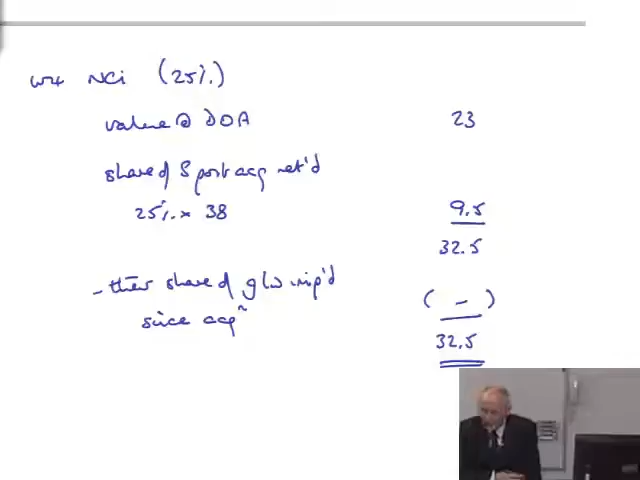 W4 NCI (25%)
value @ DOA 23
share of S post acq ret'd
25% × 38 9.5
32.5
- their share of g/w imp'd ( - )
since acqⁿ
32.5